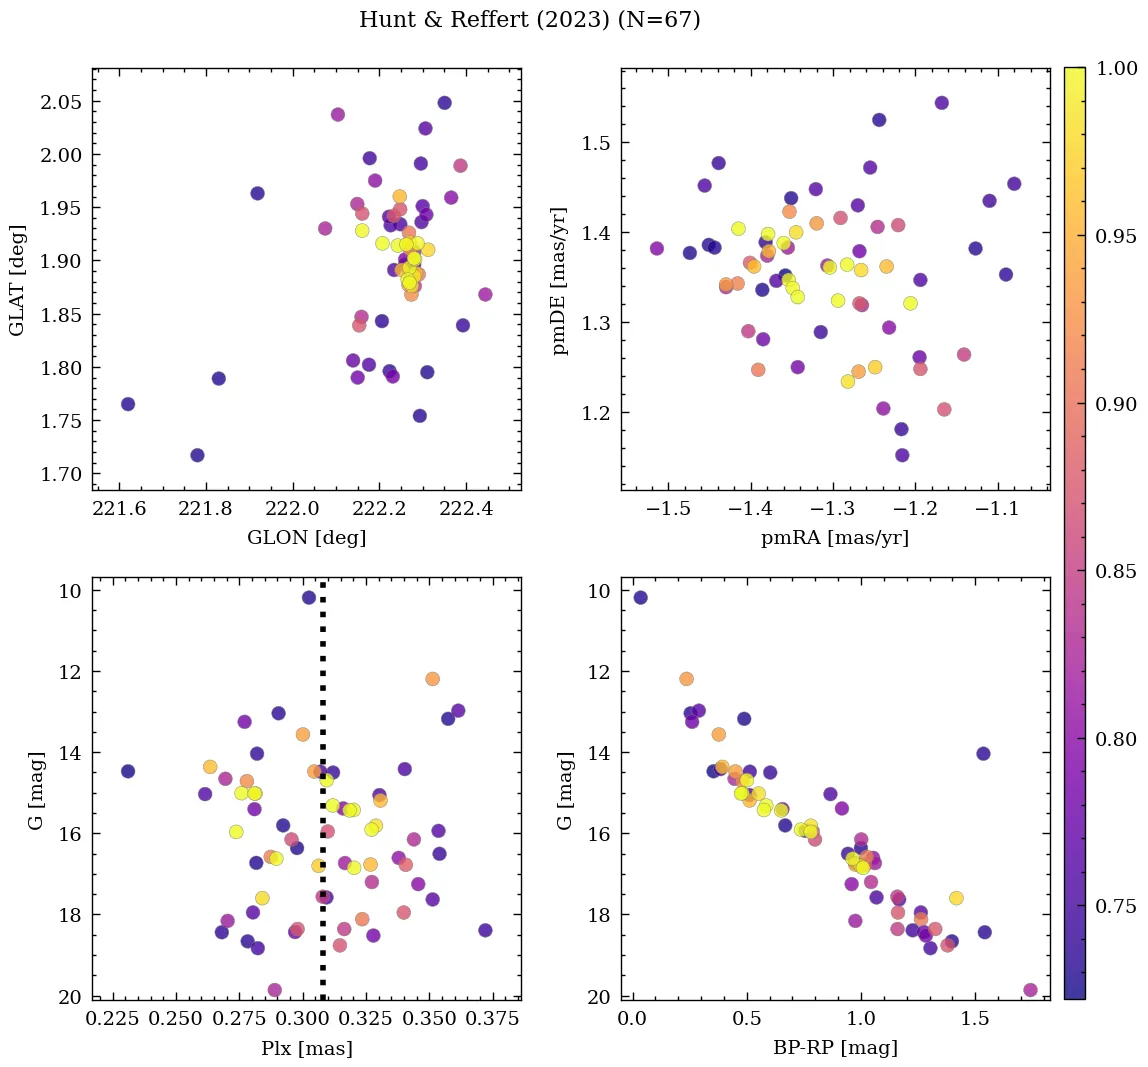 Hunt & Reffert (2023) (N=67)
2.05
2.00
1.95
1.90
1.85
1.80
1.75
1.70
GLAT [deg]
221.6 221.8 222.0 222.2 222.4
GLON [deg]
1.5
1.4
1.3
1.2
pmDE [mas/yr]
−1.5 −1.4 −1.3 −1.2 −1.1
pmRA [mas/yr]
1.00
0.95
0.90
0.85
0.80
0.75
10
12
14
16
18
20
G [mag]
0.225 0.250 0.275 0.300 0.325 0.350 0.375
Plx [mas]
10
12
14
16
18
20
G [mag]
0.0 0.5 1.0 1.5
BP-RP [mag]